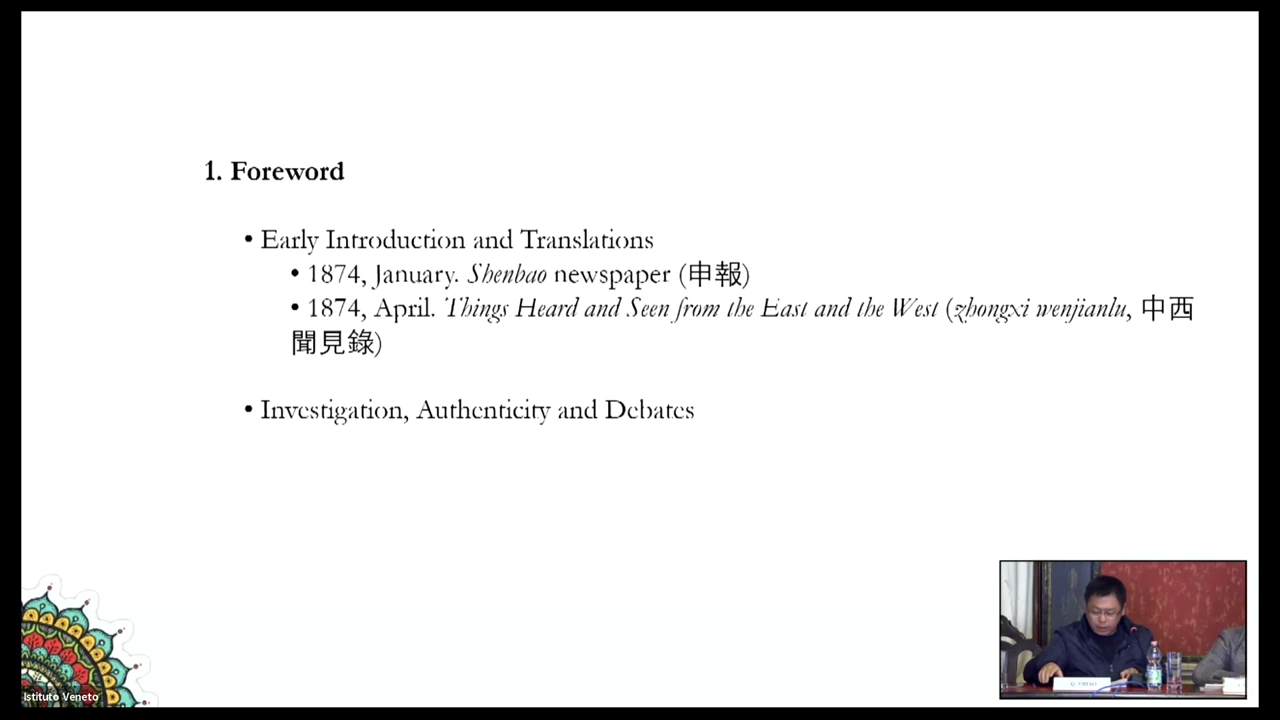 1. Foreword
• Early Introduction and Translations
• 1874, January. Shenbao newspaper (申報)
• 1874, April. Things Heard and Seen from the East and the West (zhongxi wenjianlu, 中西
聞見錄)
• Investigation, Authenticity and Debates
Istituto Veneto